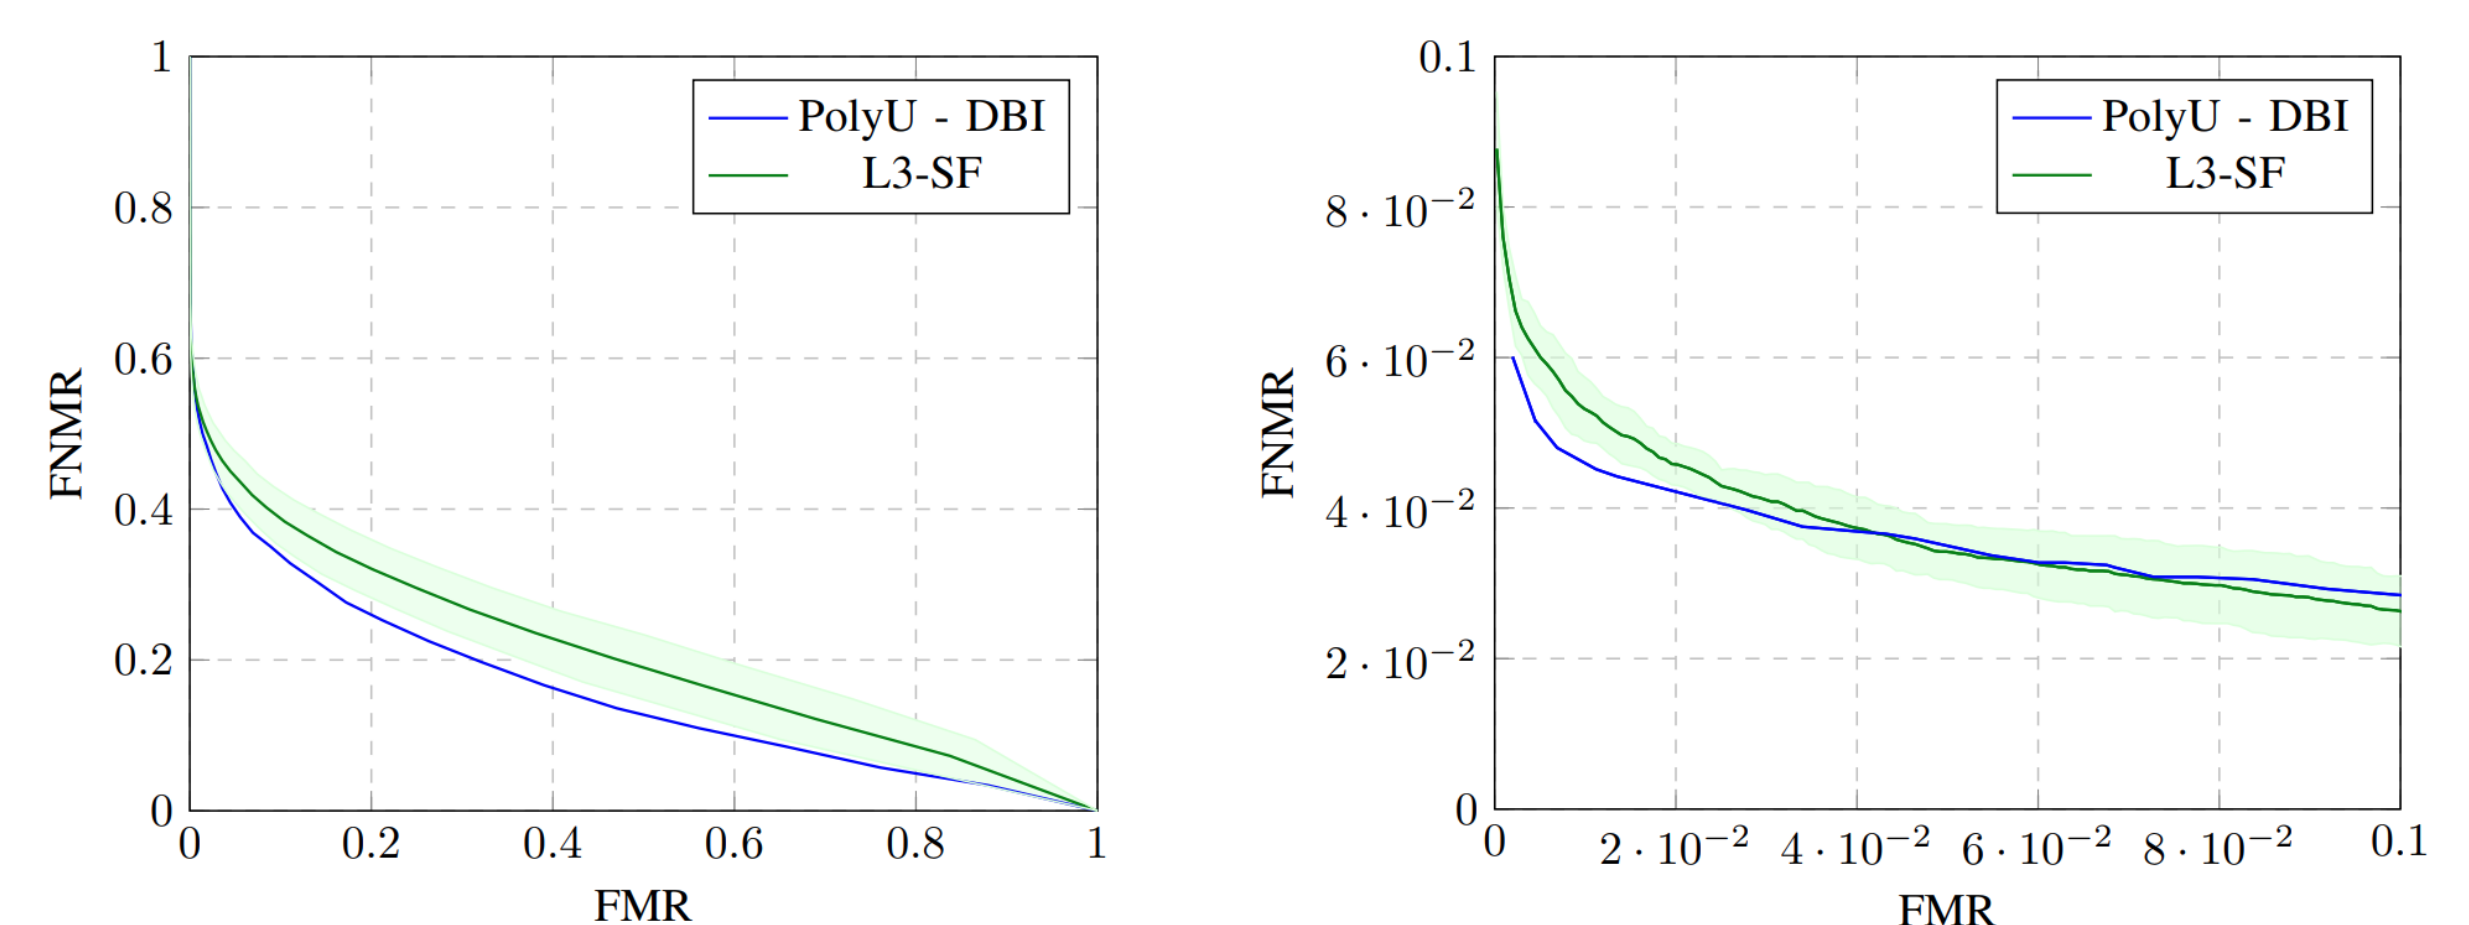 1
0.8
0.6
0.4
0.2
0
FNMR
0 0.2 0.4 0.6 0.8 1
FMR
PolyU - DBI
L3-SF
0.1
8 · 10⁻²
6 · 10⁻²
4 · 10⁻²
2 · 10⁻²
0
FNMR
0 2 · 10⁻² 4 · 10⁻² 6 · 10⁻² 8 · 10⁻² 0.1
FMR
PolyU - DBI
L3-SF